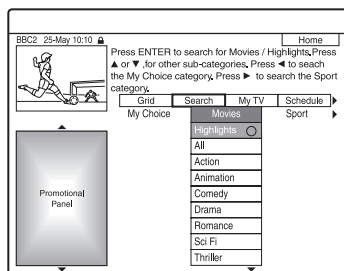 BBC2 25-May 10:10
Home
Press ENTER to search for Movies / Highlights.Press
▲ or ▼ ,for other sub-categories. Press ◄ to seach
the My Choice category. Press ► to search the Sport
category.
Grid Search My TV Schedule
My Choice Movies Sport
Highlights
All
Action
Animation
Comedy
Drama
Romance
Sci Fi
Thriller
Promotional
Panel